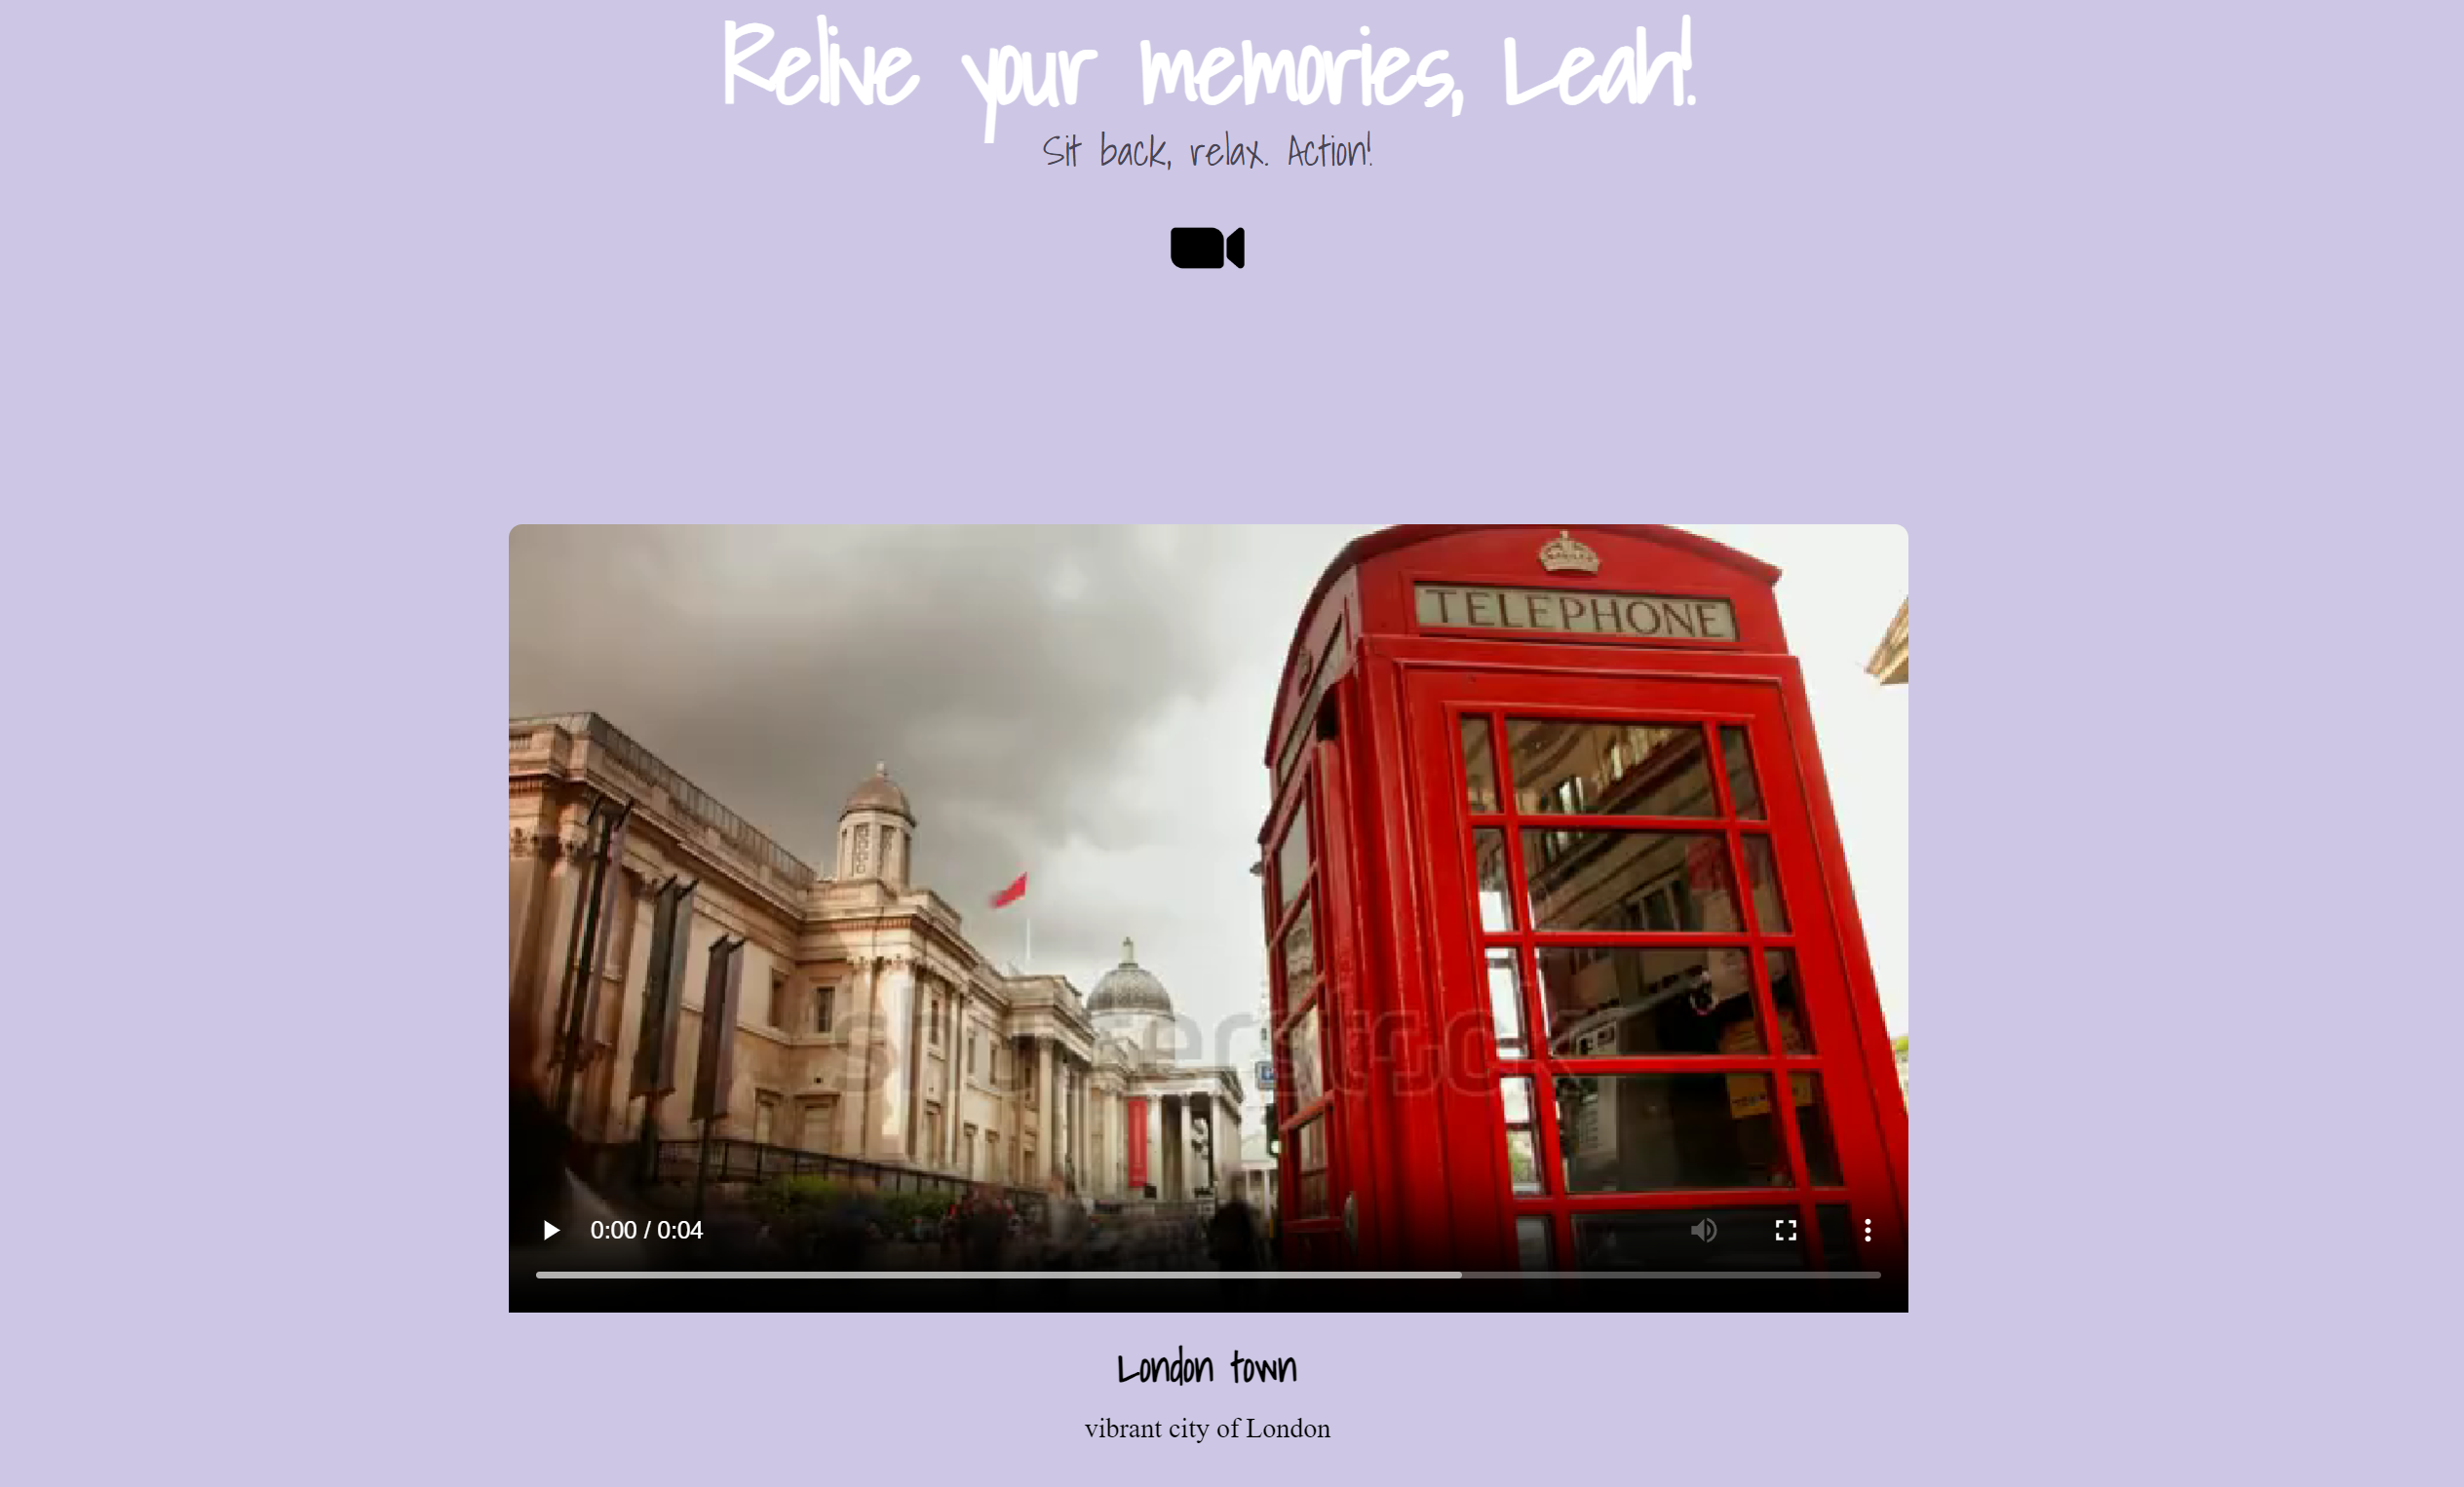 Relive your memories, Leah!
Sit back, relax. Action!
TELEPHONE
shutterstock
0:00 / 0:04
London town
vibrant city of London